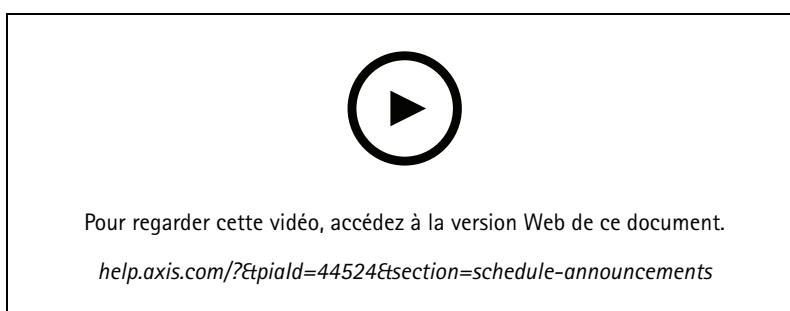 Pour regarder cette vidéo, accédez à la version Web de ce document.
help.axis.com/?&piaId=44524&section=schedule-announcements